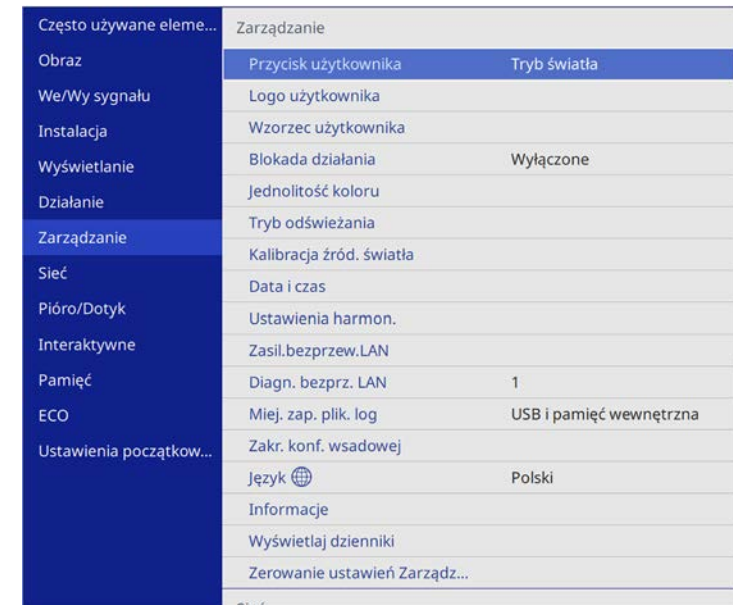 Często używane eleme...
Obraz
We/Wy sygnału
Instalacja
Wyświetlanie
Działanie
Zarządzanie
Sieć
Pióro/Dotyk
Interaktywne
Pamięć
ECO
Ustawienia początkow...
Zarządzanie
Przycisk użytkownika Tryb światła
Logo użytkownika
Wzorzec użytkownika
Blokada działania Wyłączone
Jednolitość koloru
Tryb odświeżania
Kalibracja źród. światła
Data i czas
Ustawienia harmon.
Zasil.bezprzew.LAN
Diagn. bezprz. LAN 1
Miej. zap. plik. log USB i pamięć wewnętrzna
Zakr. konf. wsadowej
Język Polski
Informacje
Wyświetlaj dzienniki
Zerowanie ustawień Zarządz...